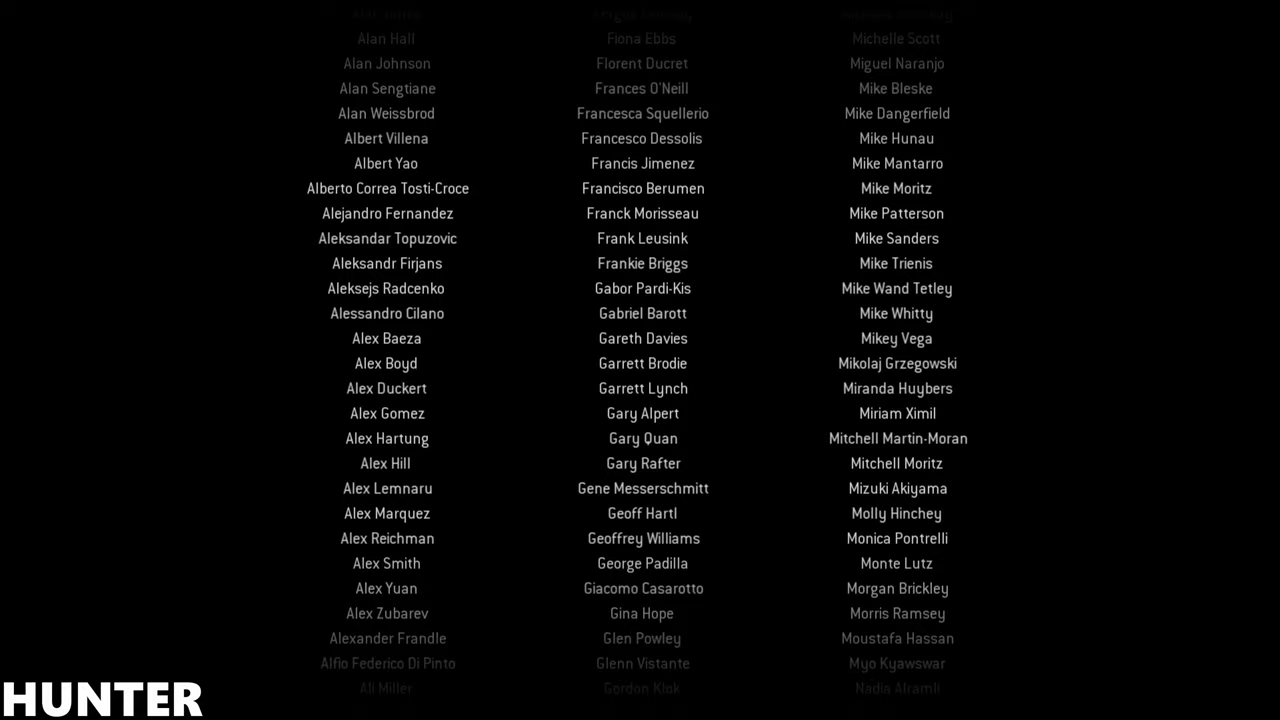 Alan Hall
Alan Johnson
Alan Sengtiane
Alan Weissbrod
Albert Villena
Albert Yao
Alberto Correa Tosti-Croce
Alejandro Fernandez
Aleksandar Topuzovic
Aleksandr Firjans
Aleksejs Radcenko
Alessandro Cilano
Alex Baeza
Alex Boyd
Alex Duckert
Alex Gomez
Alex Hartung
Alex Hill
Alex Lemnaru
Alex Marquez
Alex Reichman
Alex Smith
Alex Yuan
Alex Zubarev
Alexander Frandle
Alfio Federico Di Pinto
Ali Miller
Fiona Ebbs
Florent Ducret
Frances O'Neill
Francesca Squellerio
Francesco Dessolis
Francis Jimenez
Francisco Berumen
Franck Morisseau
Frank Leusink
Frankie Briggs
Gabor Pardi-Kis
Gabriel Barott
Gareth Davies
Garrett Brodie
Garrett Lynch
Gary Alpert
Gary Quan
Gary Rafter
Gene Messerschmitt
Geoff Hartl
Geoffrey Williams
George Padilla
Giacomo Casarotto
Gina Hope
Glen Powley
Glenn Vistante
Gordon Klok
Michelle Scott
Miguel Naranjo
Mike Bleske
Mike Dangerfield
Mike Hunau
Mike Mantarro
Mike Moritz
Mike Patterson
Mike Sanders
Mike Trienis
Mike Wand Tetley
Mike Whitty
Mikey Vega
Mikolaj Grzegowski
Miranda Huybers
Miriam Ximil
Mitchell Martin-Moran
Mitchell Moritz
Mizuki Akiyama
Molly Hinchey
Monica Pontrelli
Monte Lutz
Morgan Brickley
Morris Ramsey
Moustafa Hassan
Myo Kyawswar
Nadia Alramli
HUNTER